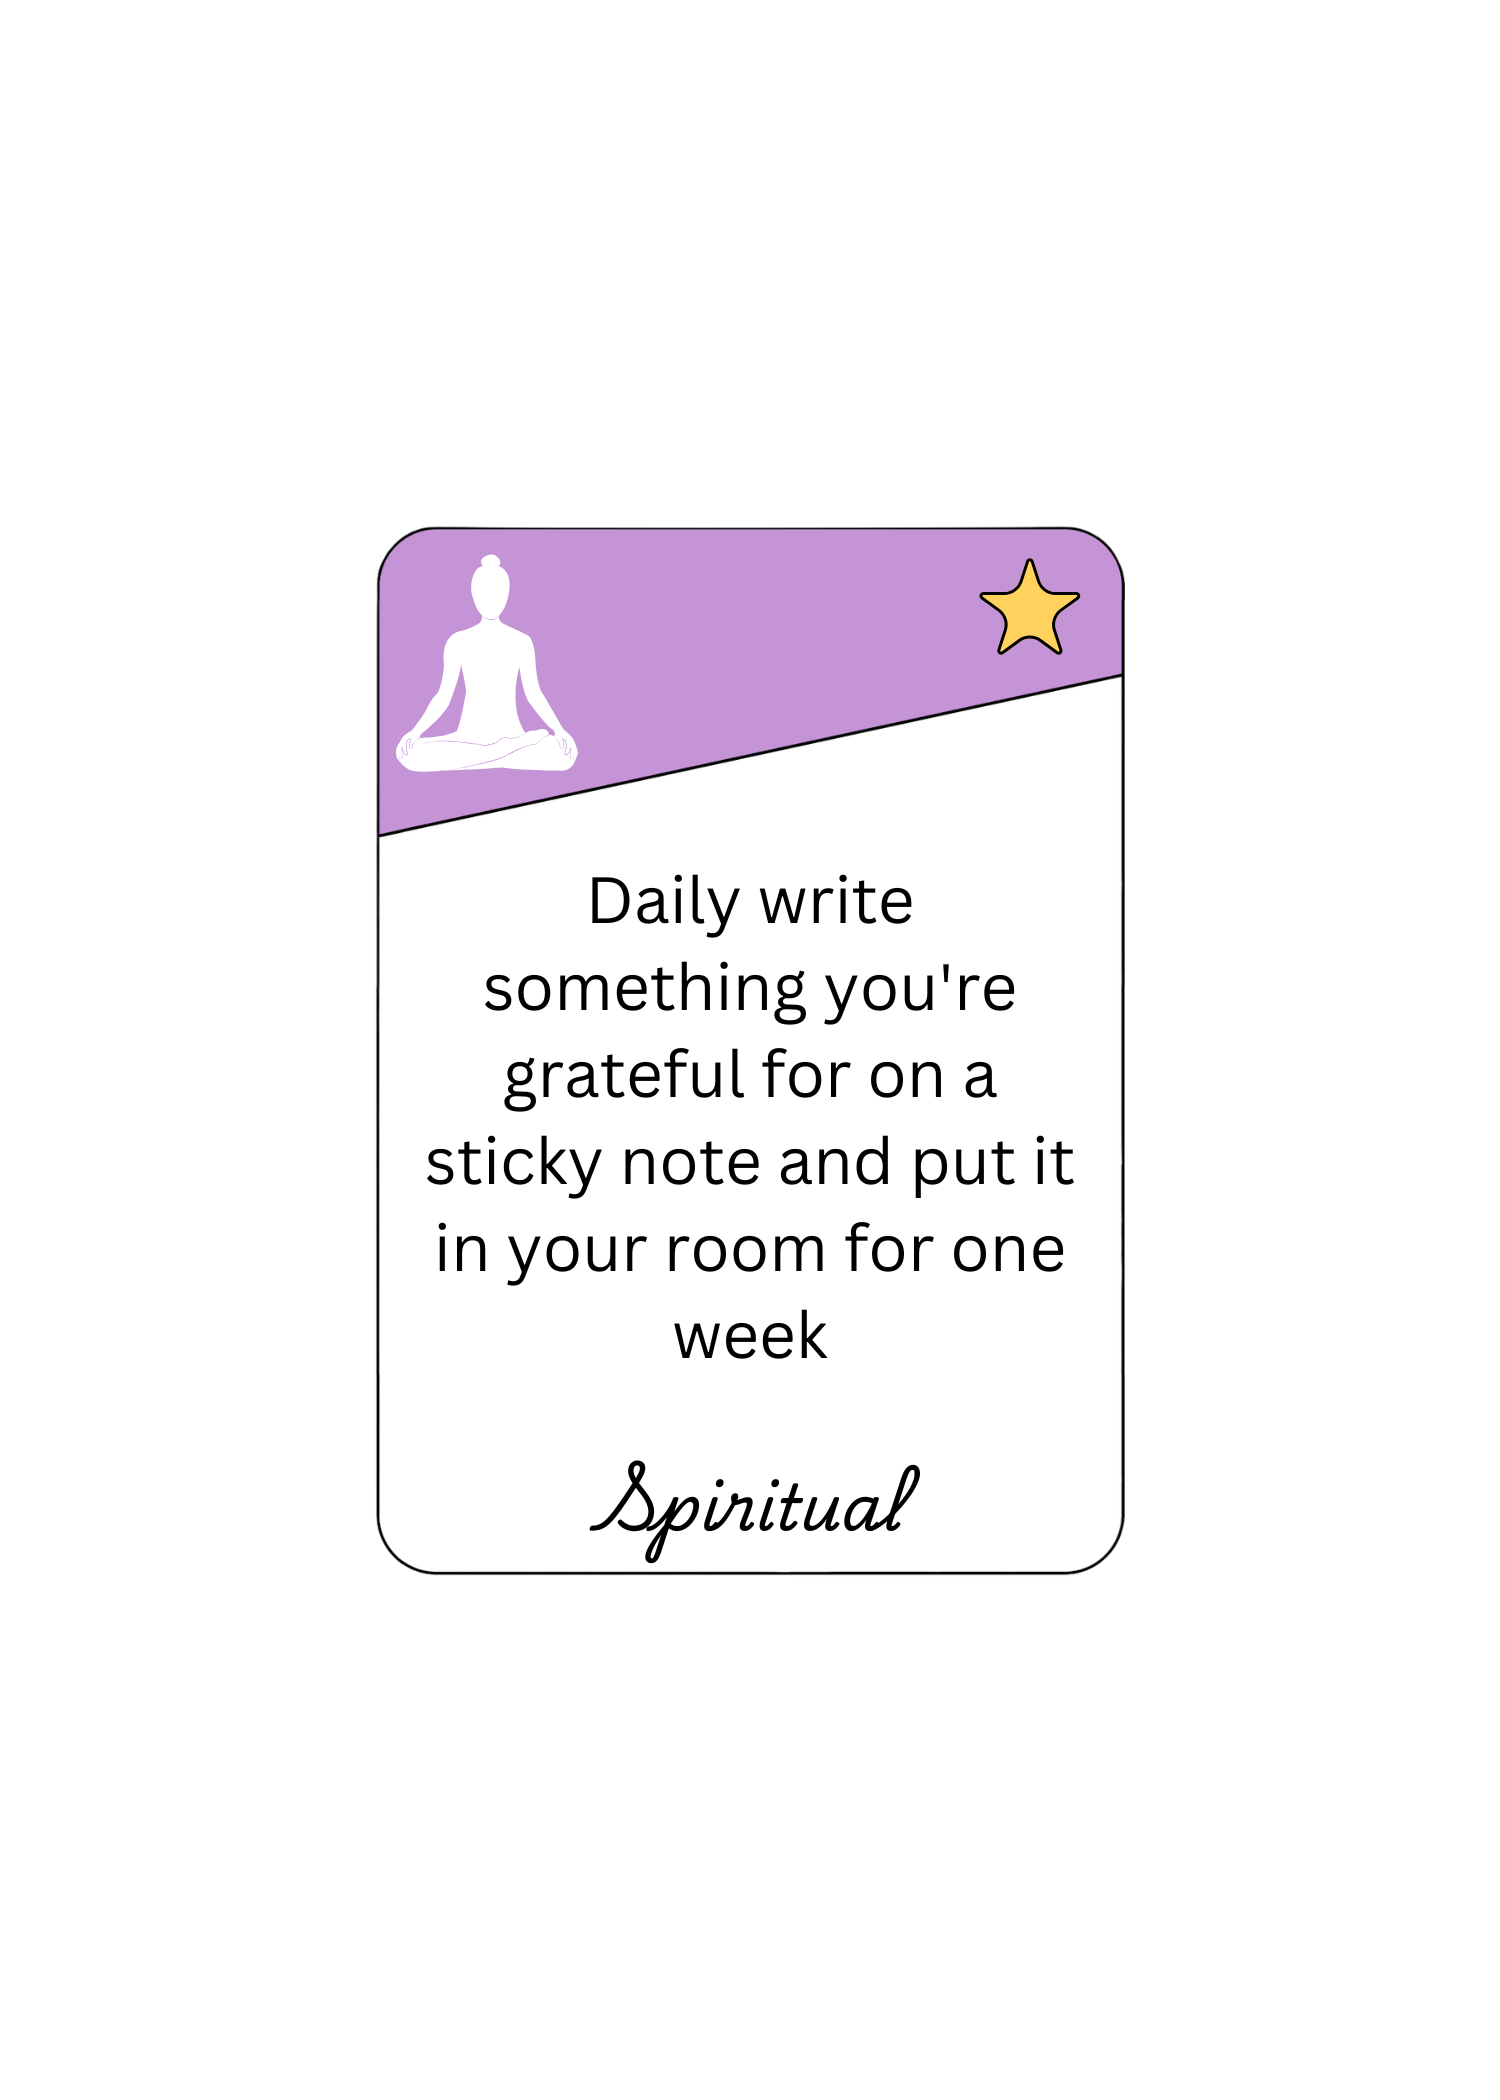 Daily write
something you're
grateful for on a
sticky note and put it
in your room for one
week
Spiritual